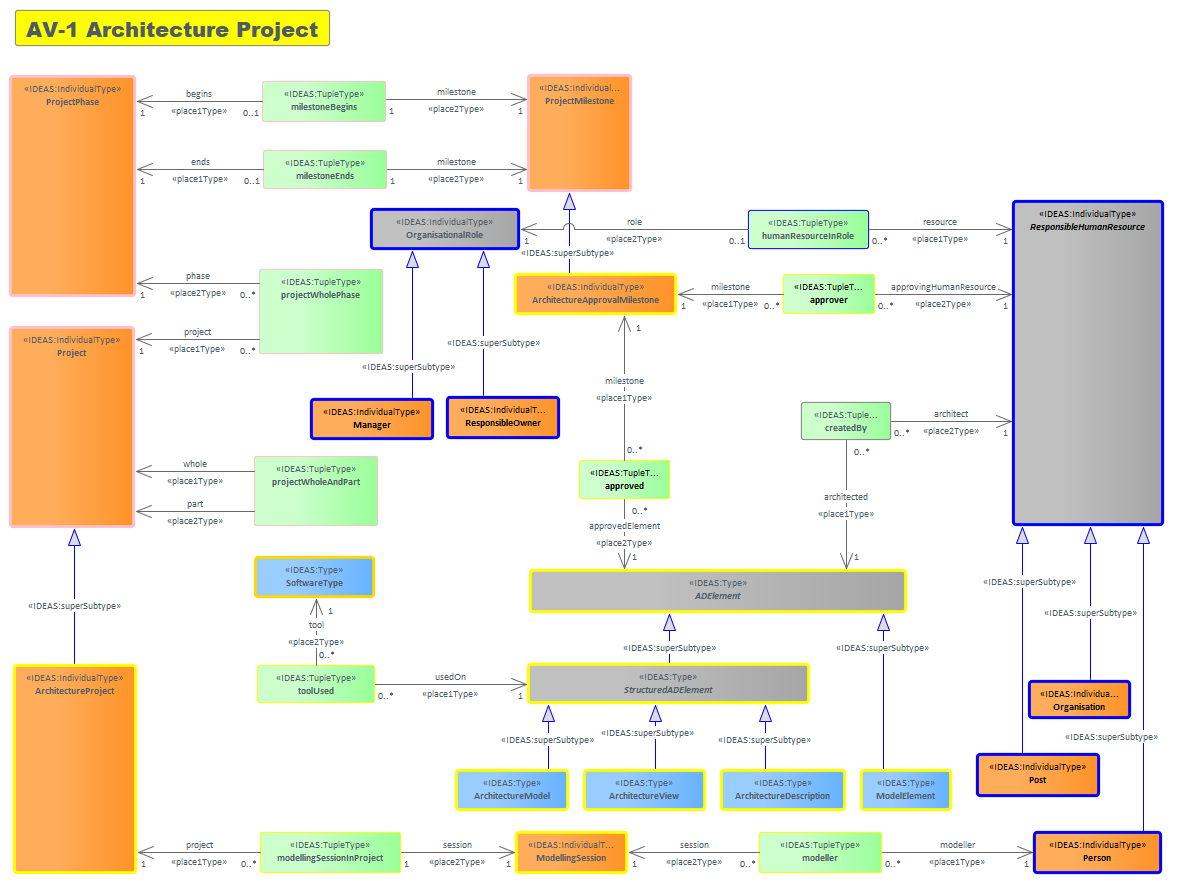 AV-1 Architecture Project
«IDEAS:IndividualType»
ProjectPhase
begins
«place1Type»
1
0..1
«IDEAS:TupleType»
milestoneBegins
milestone
«place2Type»
1
1
«IDEAS:Individual...
ProjectMilestone
ends
«place1Type»
1
0..1
«IDEAS:TupleType»
milestoneEnds
milestone
«place2Type»
1
1
«IDEAS:IndividualType»
OrganisationalRole
role
«place2Type»
1
0..1
«IDEAS:TupleType»
humanResourceInRole
resource
«place1Type»
0..*
1
«IDEAS:IndividualType»
ResponsibleHumanResource
«IDEAS:superSubtype»
phase
«place2Type»
1
0..*
«IDEAS:TupleType»
projectWholePhase
«IDEAS:IndividualType»
ArchitectureApprovalMilestone
milestone
«place1Type»
1
0..*
«IDEAS:TupleT...
approver
approvingHumanResource
«place2Type»
0..*
1
«IDEAS:IndividualType»
Project
project
«place1Type»
1
0..*
«IDEAS:superSubtype»
«IDEAS:superSubtype»
1
milestone
«place1Type»
0..*
«IDEAS:IndividualType»
Manager
«IDEAS:IndividualT...
ResponsibleOwner
«IDEAS:Tuple...
createdBy
architect
«place2Type»
0..*
1
0..*
architected
«place1Type»
1
whole
«place1Type»
part
«place2Type»
«IDEAS:TupleType»
projectWholeAndPart
«IDEAS:TupleT...
approved
0..*
approvedElement
«place2Type»
1
«IDEAS:superSubtype»
«IDEAS:Type»
SoftwareType
1
tool
«place2Type»
0..*
«IDEAS:Type»
ADElement
«IDEAS:superSubtype»
«IDEAS:superSubtype»
«IDEAS:superSubtype»
«IDEAS:superSubtype»
«IDEAS:IndividualType»
ArchitectureProject
«IDEAS:TupleType»
toolUsed
usedOn
«place1Type»
0..*
1
«IDEAS:Type»
StructuredADElement
«IDEAS:Individua...
Organisation
«IDEAS:superSubtype»
«IDEAS:superSubtype»
«IDEAS:superSubtype»
«IDEAS:superSubtype»
«IDEAS:Type»
ArchitectureModel
«IDEAS:Type»
ArchitectureView
«IDEAS:Type»
ArchitectureDescription
«IDEAS:Type»
ModelElement
«IDEAS:IndividualType»
Post
project
«place1Type»
1
0..*
«IDEAS:TupleType»
modellingSessionInProject
session
«place2Type»
1
1
«IDEAS:IndividualT...
ModellingSession
session
«place2Type»
1
0..*
«IDEAS:TupleType»
modeller
modeller
«place1Type»
0..*
1
«IDEAS:IndividualType»
Person